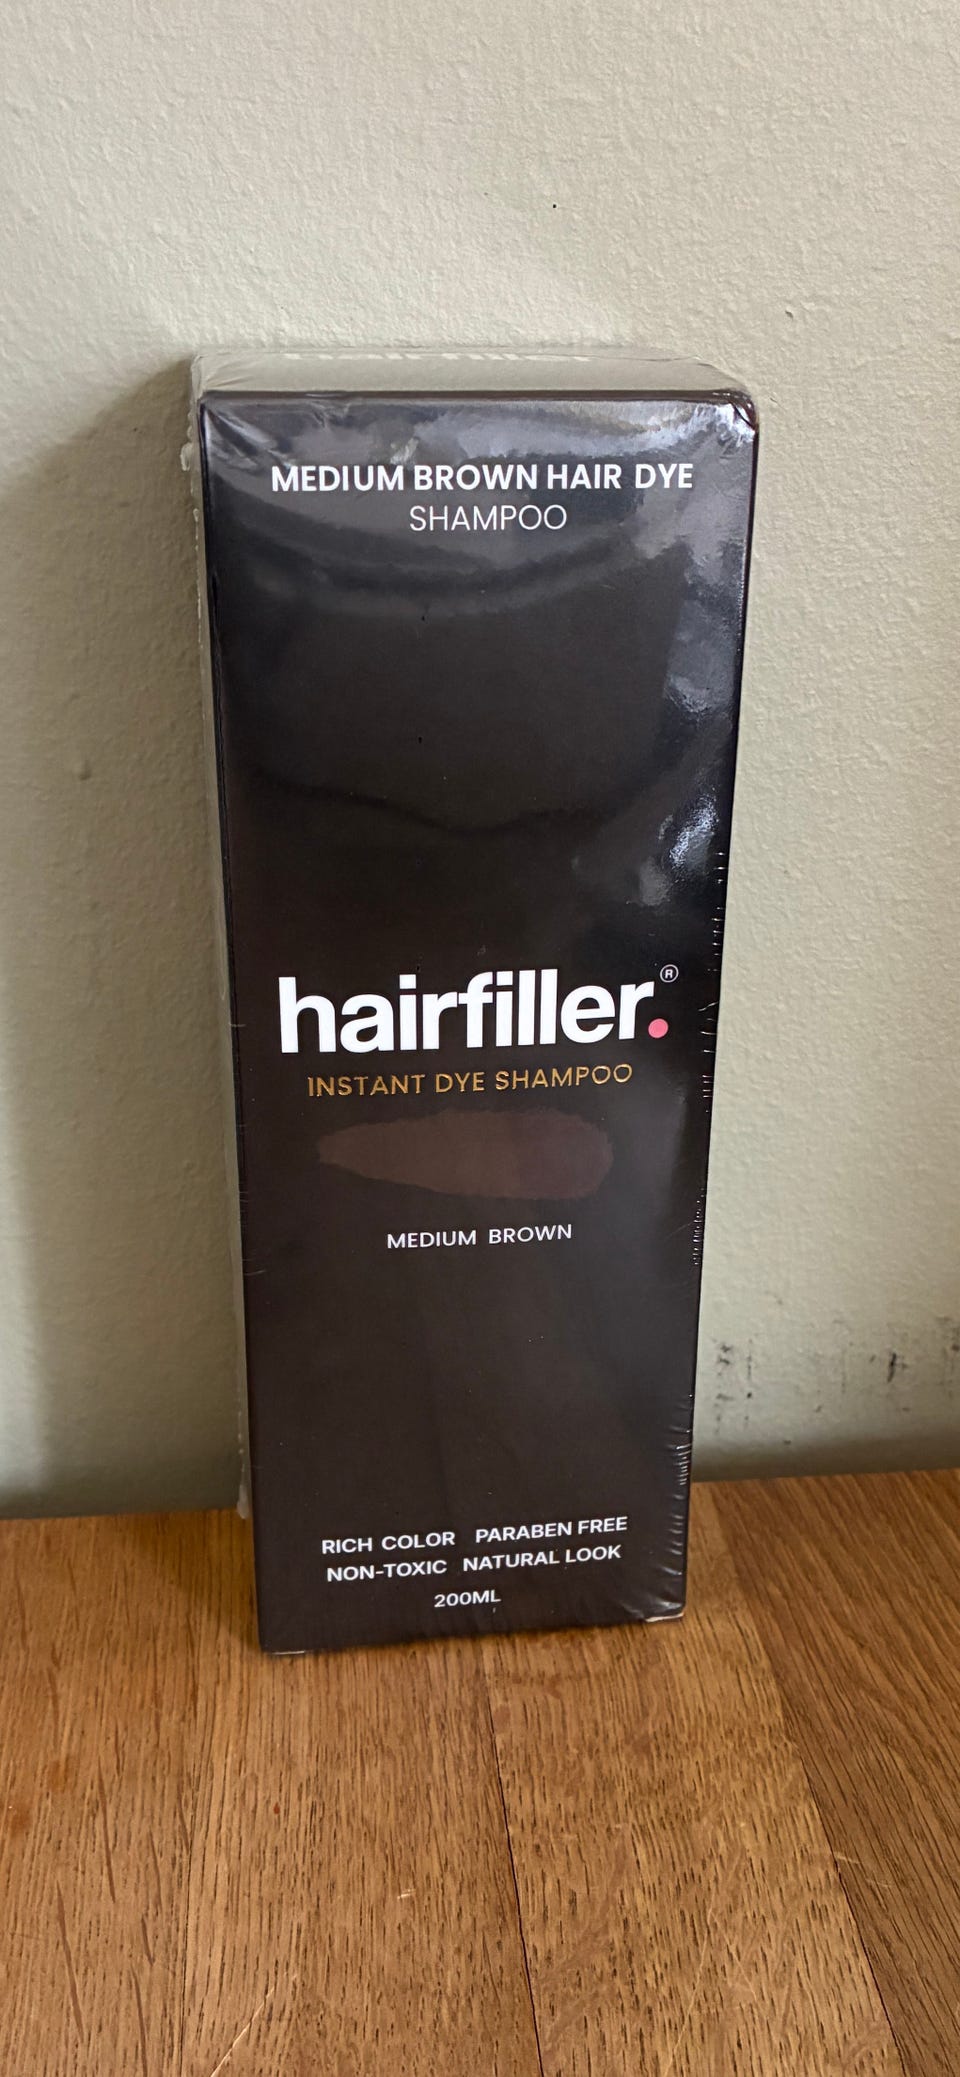 MEDIUM BROWN HAIR DYE
SHAMPOO
hairfiller.®
INSTANT DYE SHAMPOO
MEDIUM BROWN
RICH COLOR PARABEN FREE
NON-TOXIC NATURAL LOOK
200ML